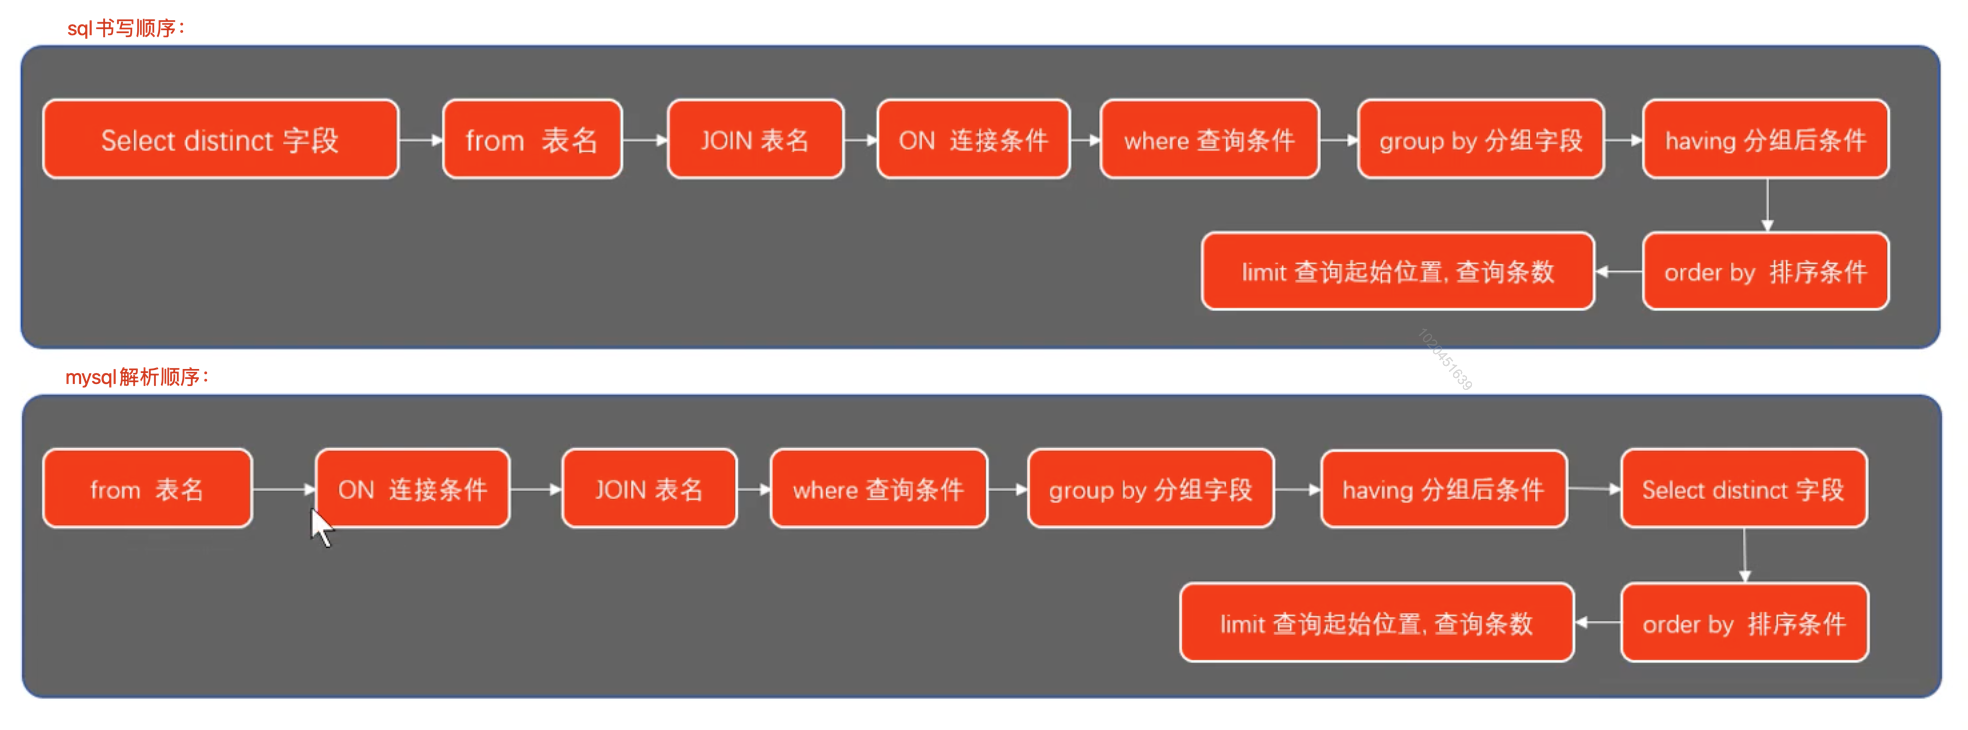 sql书写顺序：
Select distinct 字段
from 表名
JOIN 表名
ON 连接条件
where 查询条件
group by 分组字段
having 分组后条件
limit 查询起始位置, 查询条数
order by 排序条件
1020451639
mysql解析顺序：
from 表名
ON 连接条件
JOIN 表名
where 查询条件
group by 分组字段
having 分组后条件
Select distinct 字段
limit 查询起始位置, 查询条数
order by 排序条件